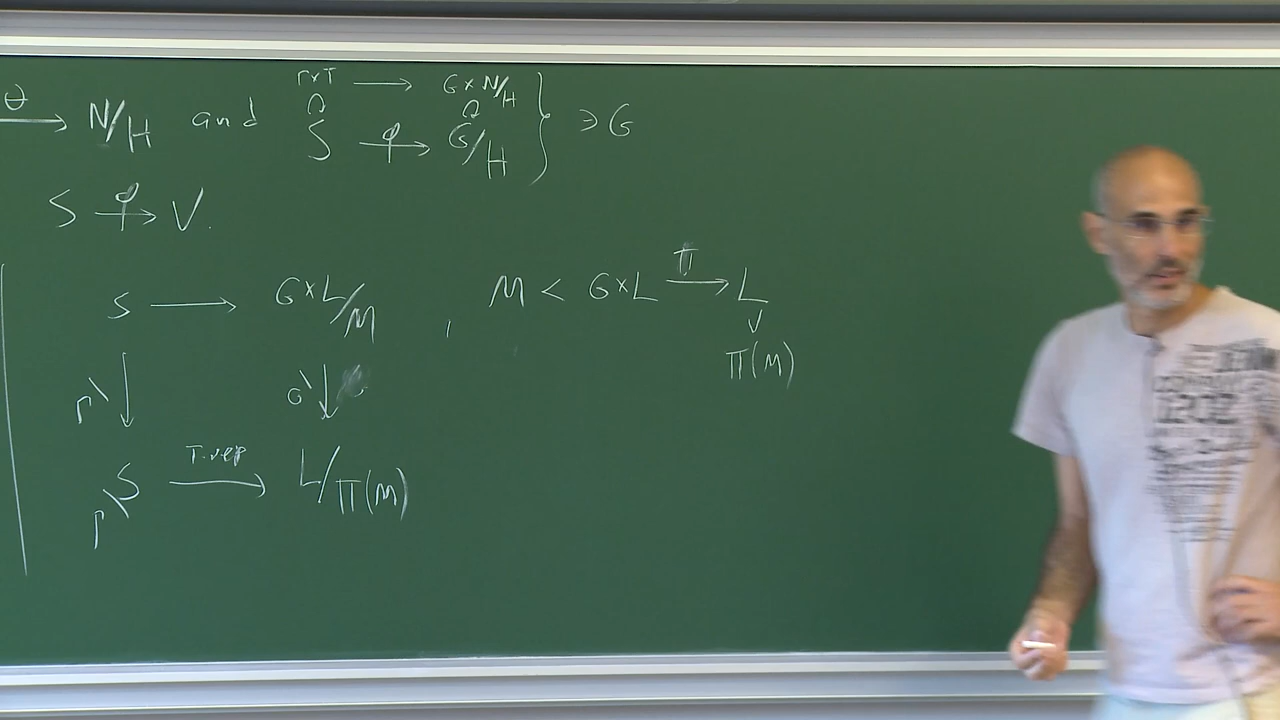 Γ×T ⟶ G×N/H
θ ⟶ N/H and S φ ⟶ G/H } ∋ G
S φ ⟶ V.
S ⟶ G×L/M , M < G×L π ⟶ L
∨
π(M)
Γ\ ↓ G\ ↓
Γ\S T-rep ⟶ L/π(M)